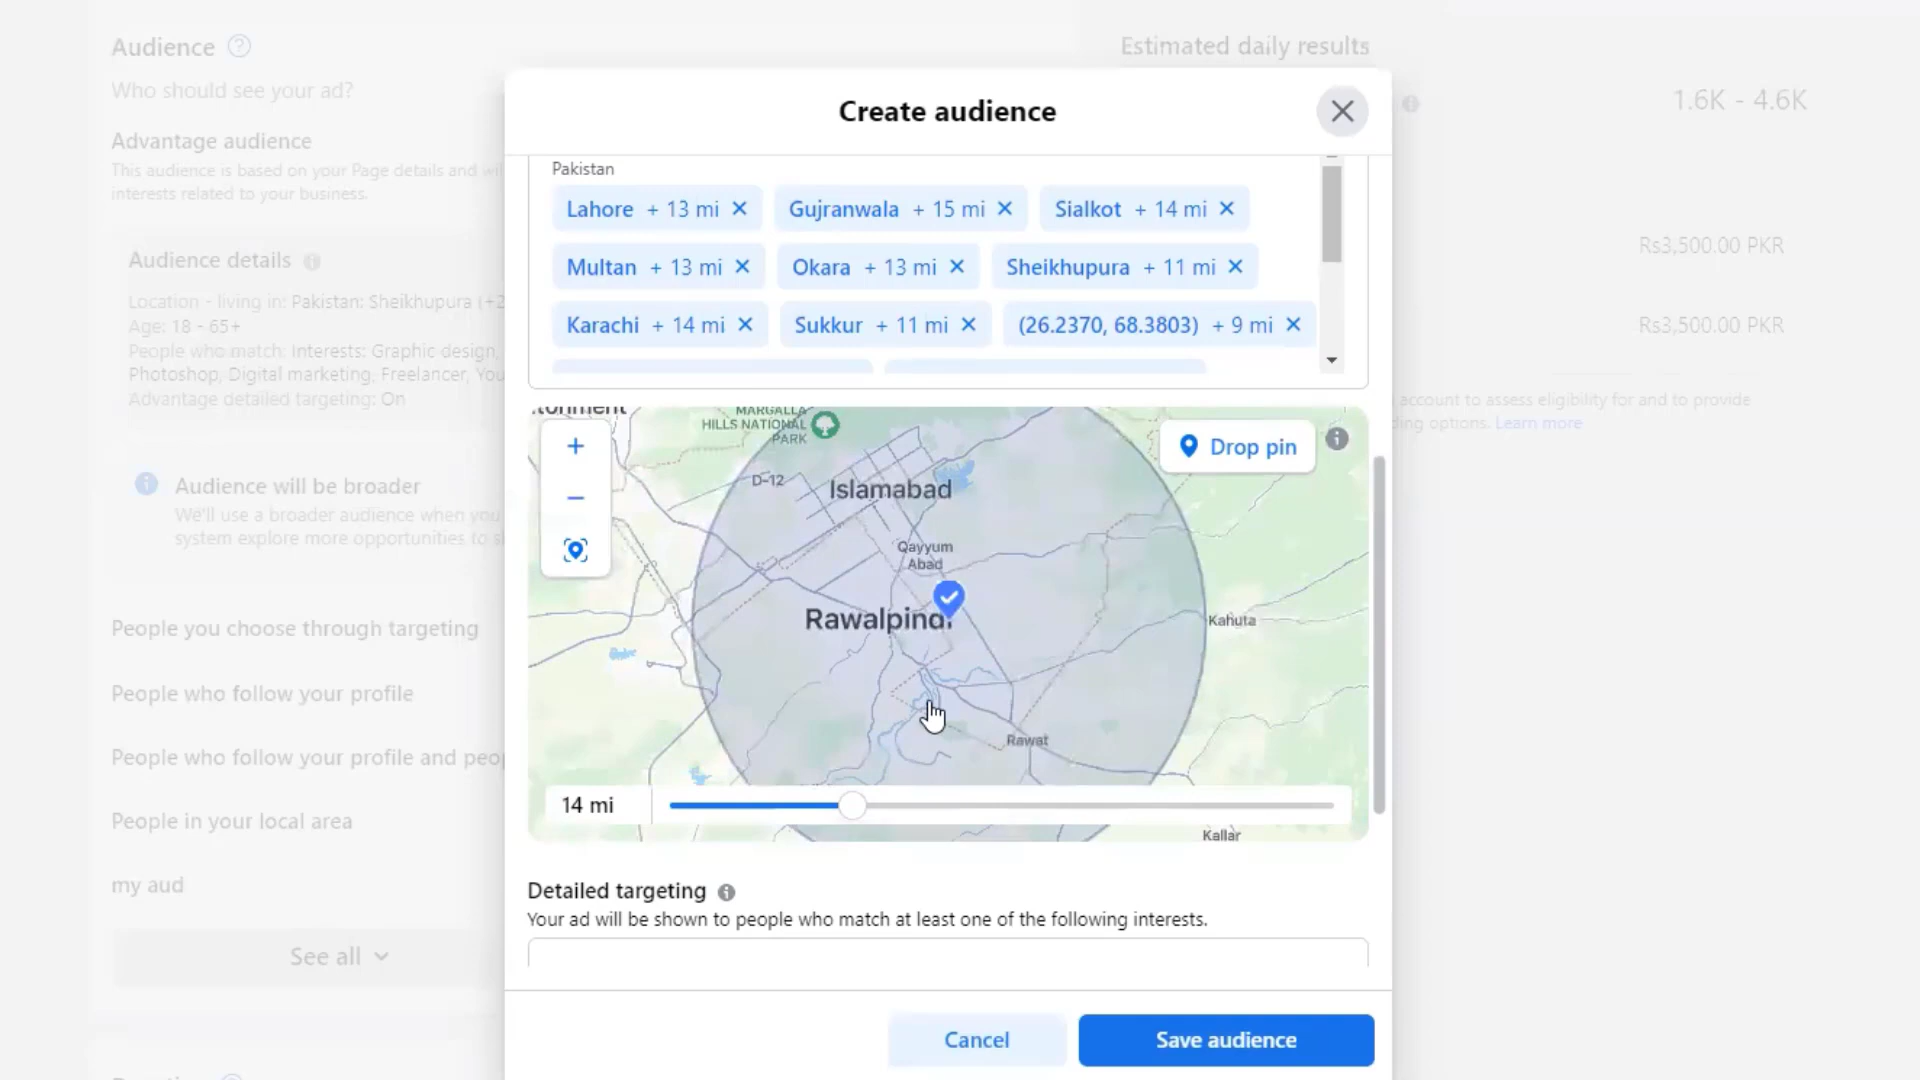 Audience
Who should see your ad?
Advantage audience
This audience is based on your Page details and wi
interests related to your business.
Audience details
Location - living in: Pakistan: Sheikhupura (+2
Age: 18 - 65+
People who match: Interests: Graphic design,
Photoshop, Digital marketing, Freelancer, You
Advantage detailed targeting: On
Audience will be broader
We'll use a broader audience when you
system explore more opportunities to s
People you choose through targeting
People who follow your profile
People who follow your profile and peop
People in your local area
my aud
See all
Create audience
Pakistan
Lahore + 13 mi
Gujranwala + 15 mi
Sialkot + 14 mi
Multan + 13 mi
Okara + 13 mi
Sheikhupura + 11 mi
Karachi + 14 mi
Sukkur + 11 mi
(26.2370, 68.3803) + 9 mi
MARGALLA
HILLS NATIONAL
PARK
Drop pin
D-12
Islamabad
Qayyum
Abad
Rawalpindi
Kahuta
Rawat
14 mi
Kallar
Detailed targeting
Your ad will be shown to people who match at least one of the following interests.
Cancel
Save audience
Estimated daily results
1.6K - 4.6K
Rs3,500.00 PKR
Rs3,500.00 PKR
account to assess eligibility for and to provide
ding options. Learn more